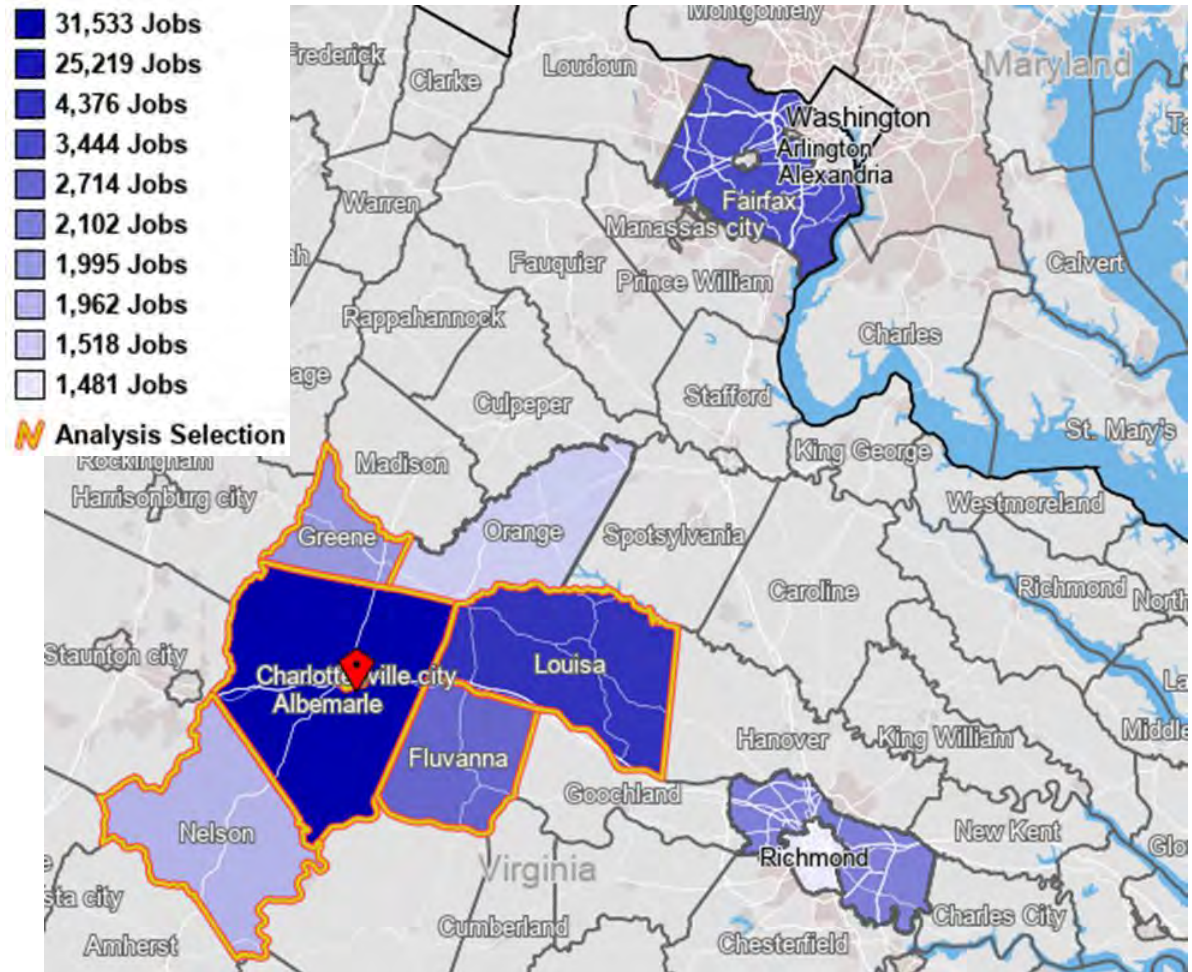 31,533 Jobs
25,219 Jobs
4,376 Jobs
3,444 Jobs
2,714 Jobs
2,102 Jobs
1,995 Jobs
1,962 Jobs
1,518 Jobs
1,481 Jobs
Analysis Selection
Montgomery
Maryland
Frederick
Clarke
Loudoun
Washington
Arlington
Alexandria
Warren
Fairfax
Manassas city
Fauquier
Prince William
Calvert
Rappahannock
Charles
Culpeper
Stafford
St. Mary's
King George
Rockingham
Madison
Harrisonburg city
Westmoreland
Greene
Orange
Spotsylvania
Caroline
Richmond
Staunton city
Louisa
Albemarle
Fluvanna
Hanover
King William
Goochland
Nelson
New Kent
Virginia
Richmond
Cumberland
Charles City
Amherst
Chesterfield